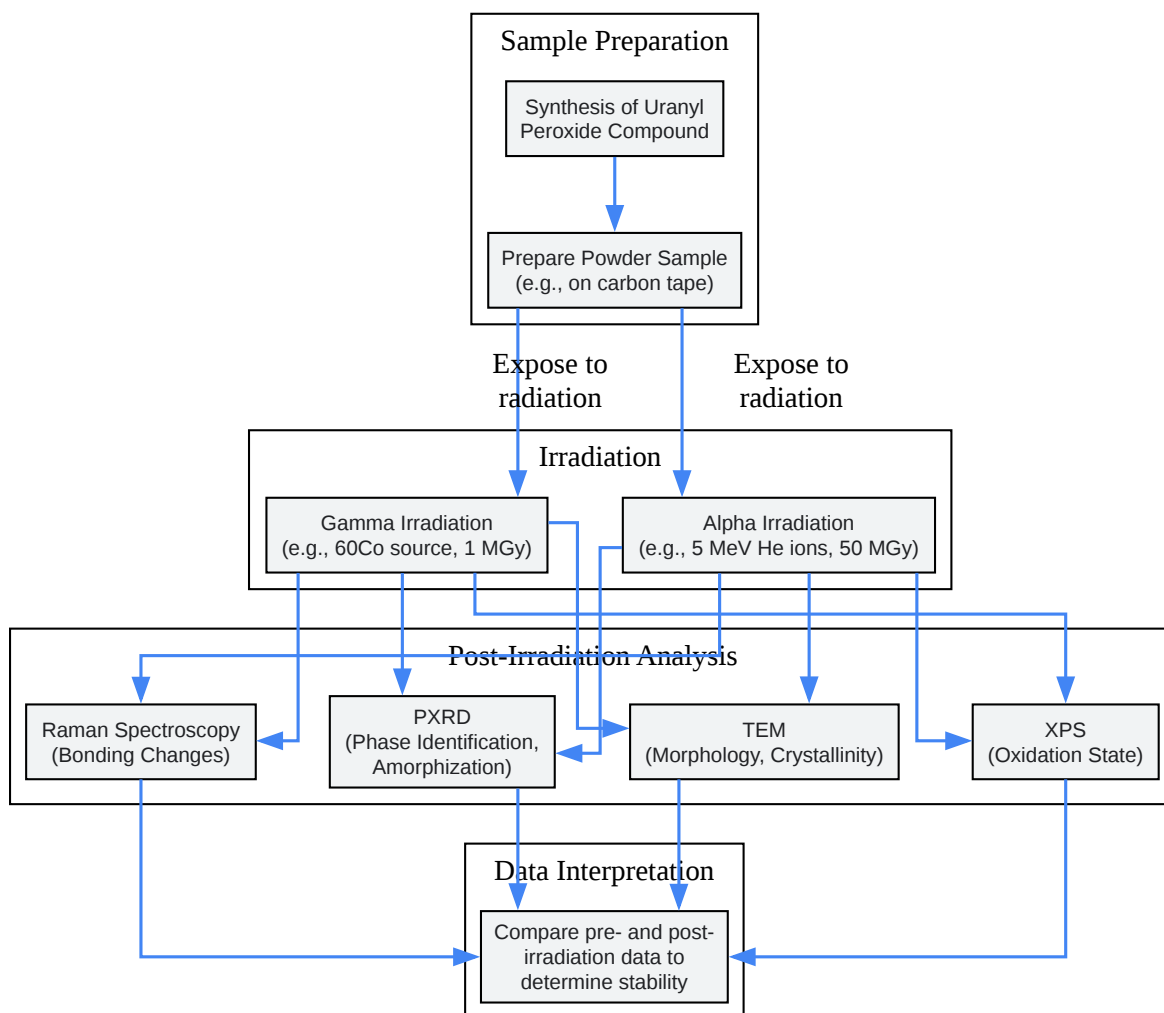 Sample Preparation
Synthesis of Uranyl
Peroxide Compound
Prepare Powder Sample
(e.g., on carbon tape)
Expose to
radiation
Expose to
radiation
Irradiation
Gamma Irradiation
(e.g., 60Co source, 1 MGy)
Alpha Irradiation
(e.g., 5 MeV He ions, 50 MGy)
Post-Irradiation Analysis
Raman Spectroscopy
(Bonding Changes)
PXRD
(Phase Identification,
Amorphization)
TEM
(Morphology, Crystallinity)
XPS
(Oxidation State)
Data Interpretation
Compare pre- and post-
irradiation data to
determine stability